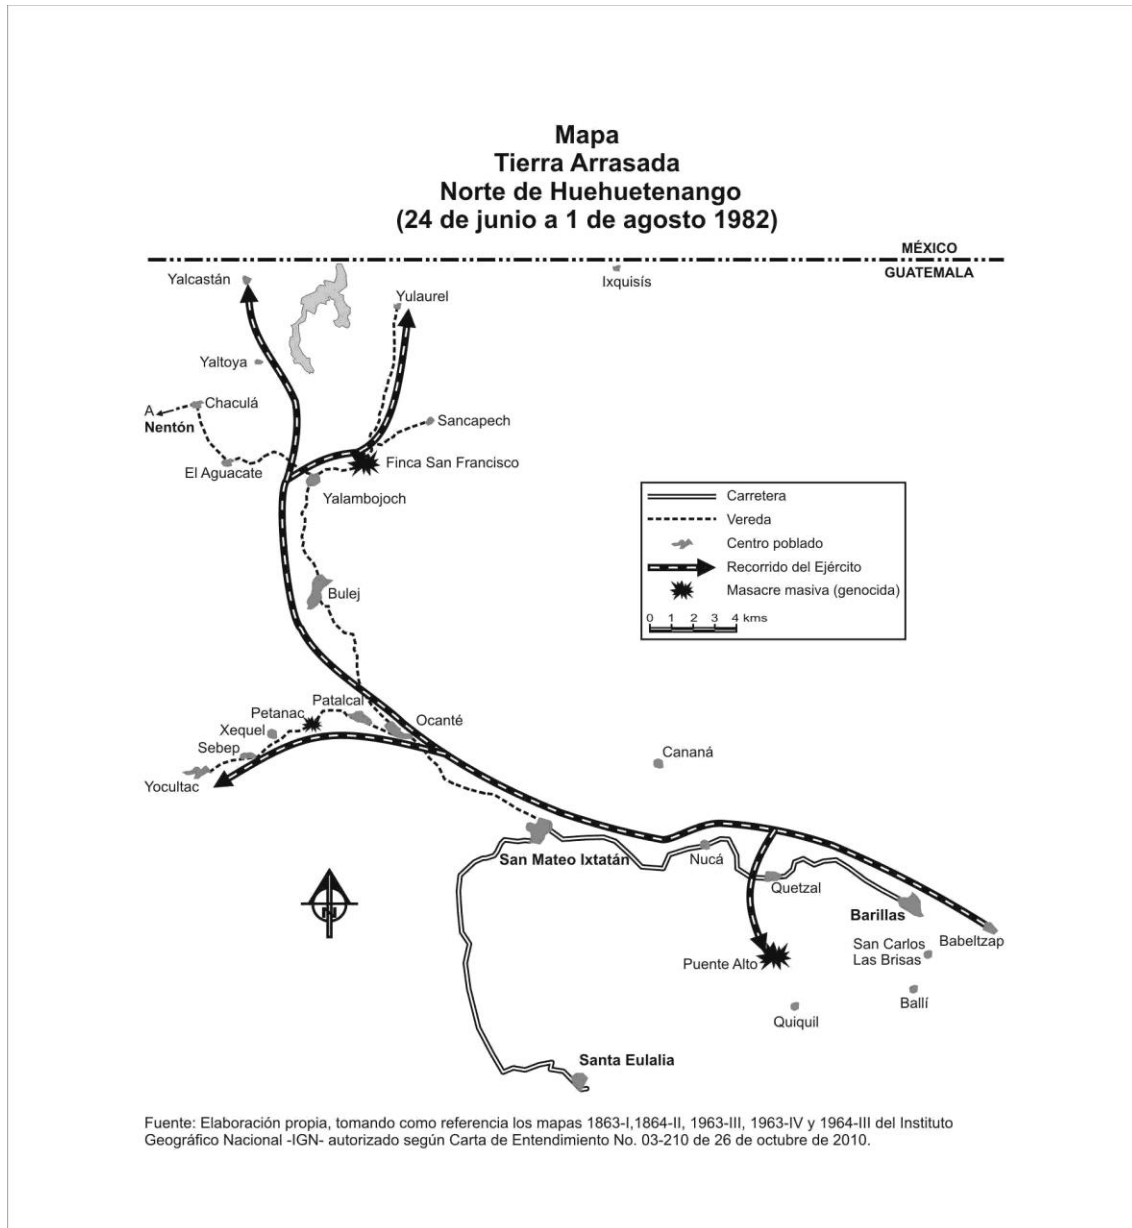 Mapa
Tierra Arrasada
Norte de Huehuetenango
(24 de junio a 1 de agosto 1982)
MÉXICO
GUATEMALA
Yalcastán
Ixquisís
Yulaurel
Yaltoya
Chaculá
A
Nentón
Sancapech
El Aguacate
Finca San Francisco
Yalambojoch
Carretera
Vereda
Centro poblado
Recorrido del Ejército
Masacre masiva (genocida)
0 1 2 3 4 kms
Bulej
Patalcal
Petanac
Ocanté
Xequel
Sebep
Yocultac
Cananá
San Mateo Ixtatán
Nucá
Quetzal
Barillas
Babeltzap
San Carlos
Las Brisas
Puente Alto
Ballí
Quiquil
N
Santa Eulalia
Fuente: Elaboración propia, tomando como referencia los mapas 1863-I,1864-II, 1963-III, 1963-IV y 1964-III del Instituto
Geográfico Nacional -IGN- autorizado según Carta de Entendimiento No. 03-210 de 26 de octubre de 2010.